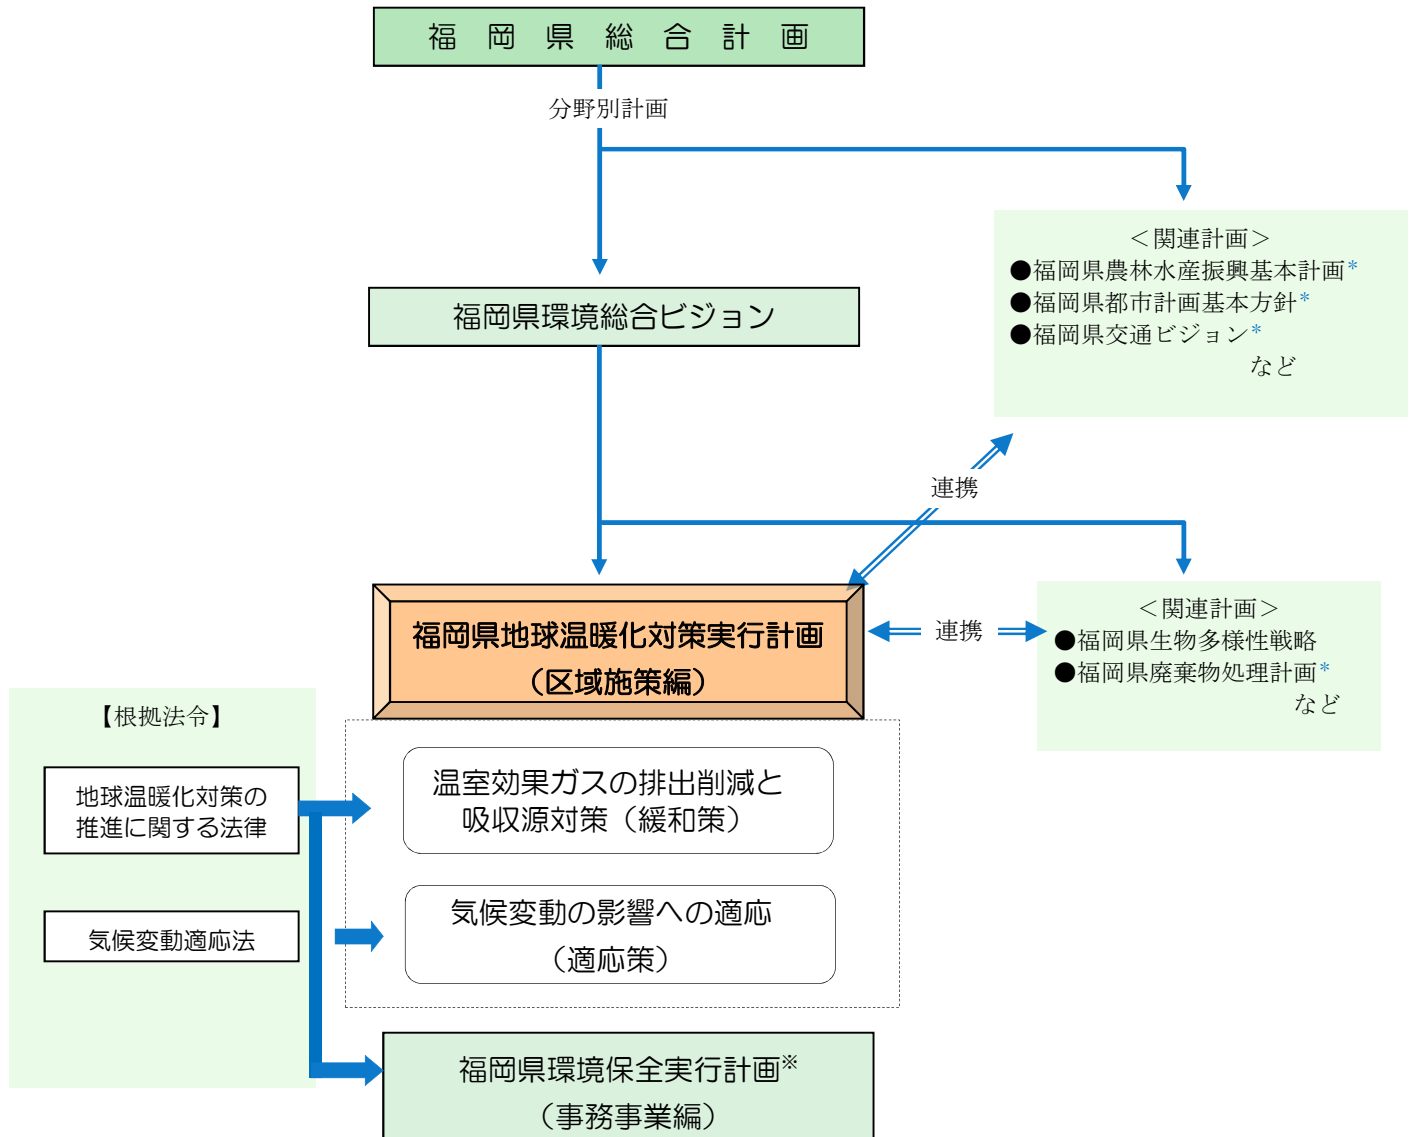 福岡県総合計画
分野別計画
＜関連計画＞
●福岡県農林水産振興基本計画*
●福岡県都市計画基本方針*
●福岡県交通ビジョン*
など
福岡県環境総合ビジョン
連携
福岡県地球温暖化対策実行計画
（区域施策編）
連携
＜関連計画＞
●福岡県生物多様性戦略
●福岡県廃棄物処理計画*
など
【根拠法令】
地球温暖化対策の
推進に関する法律
気候変動適応法
温室効果ガスの排出削減と
吸収源対策（緩和策）
気候変動の影響への適応
（適応策）
福岡県環境保全実行計画※
（事務事業編）